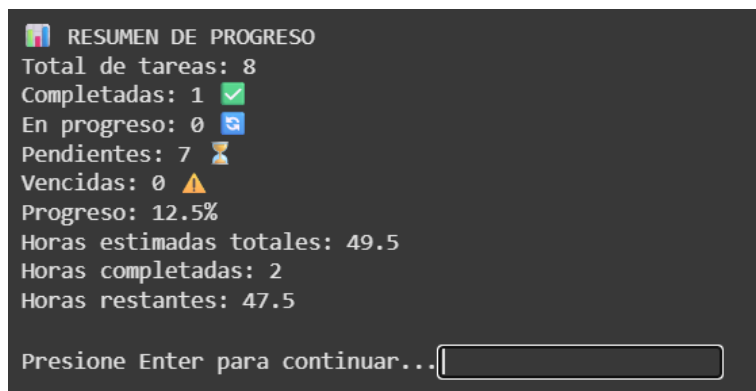 📊 RESUMEN DE PROGRESO
Total de tareas: 8
Completadas: 1 ✅
En progreso: 0 🔄
Pendientes: 7 ⏳
Vencidas: 0 ⚠️
Progreso: 12.5%
Horas estimadas totales: 49.5
Horas completadas: 2
Horas restantes: 47.5
Presione Enter para continuar...